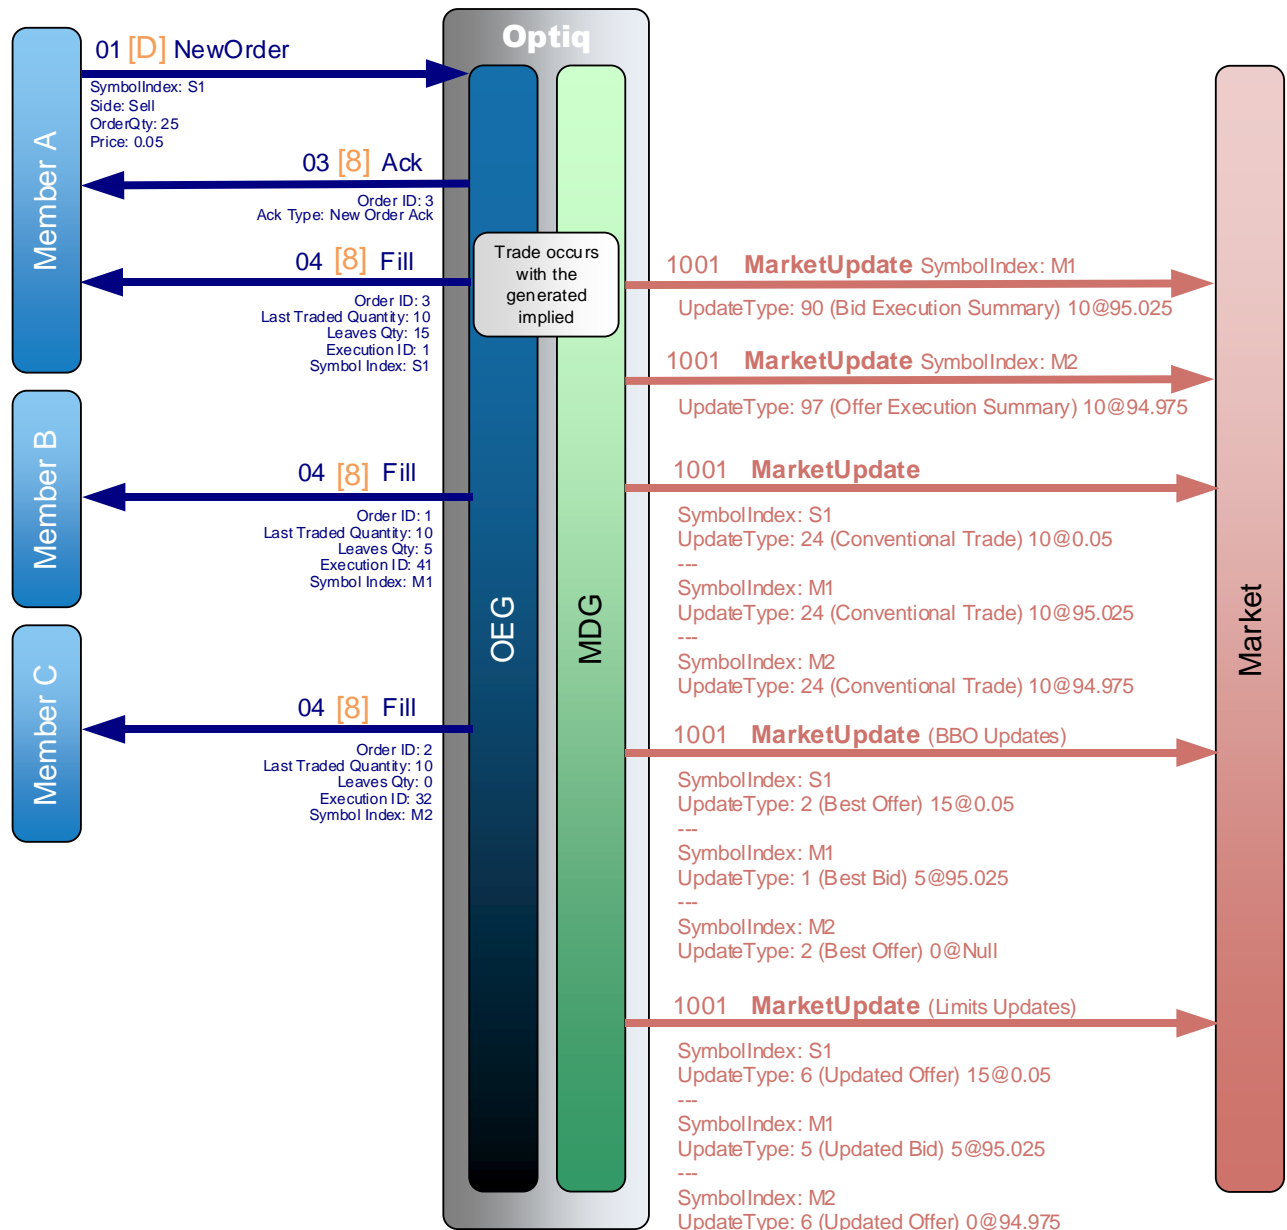 Optiq
01 [D] NewOrder
SymbolIndex: S1
Side: Sell
OrderQty: 25
Price: 0.05
03 [8] Ack
Order ID: 3
Ack Type: New Order Ack
04 [8] Fill
Order ID: 3
Last Traded Quantity: 10
Leaves Qty: 15
Execution ID: 1
Symbol Index: S1
Member A
04 [8] Fill
Order ID: 1
Last Traded Quantity: 10
Leaves Qty: 5
Execution ID: 41
Symbol Index: M1
Member B
04 [8] Fill
Order ID: 2
Last Traded Quantity: 10
Leaves Qty: 0
Execution ID: 32
Symbol Index: M2
Member C
Trade occurs
with the
generated
implied
OEG
MDG
1001 MarketUpdate SymbolIndex: M1
UpdateType: 90 (Bid Execution Summary) 10@95.025
1001 MarketUpdate SymbolIndex: M2
UpdateType: 97 (Offer Execution Summary) 10@94.975
1001 MarketUpdate
SymbolIndex: S1
UpdateType: 24 (Conventional Trade) 10@0.05
---
SymbolIndex: M1
UpdateType: 24 (Conventional Trade) 10@95.025
---
SymbolIndex: M2
UpdateType: 24 (Conventional Trade) 10@94.975
1001 MarketUpdate (BBO Updates)
SymbolIndex: S1
UpdateType: 2 (Best Offer) 15@0.05
---
SymbolIndex: M1
UpdateType: 1 (Best Bid) 5@95.025
---
SymbolIndex: M2
UpdateType: 2 (Best Offer) 0@Null
1001 MarketUpdate (Limits Updates)
SymbolIndex: S1
UpdateType: 6 (Updated Offer) 15@0.05
---
SymbolIndex: M1
UpdateType: 5 (Updated Bid) 5@95.025
---
SymbolIndex: M2
UpdateType: 6 (Updated Offer) 0@94.975
Market